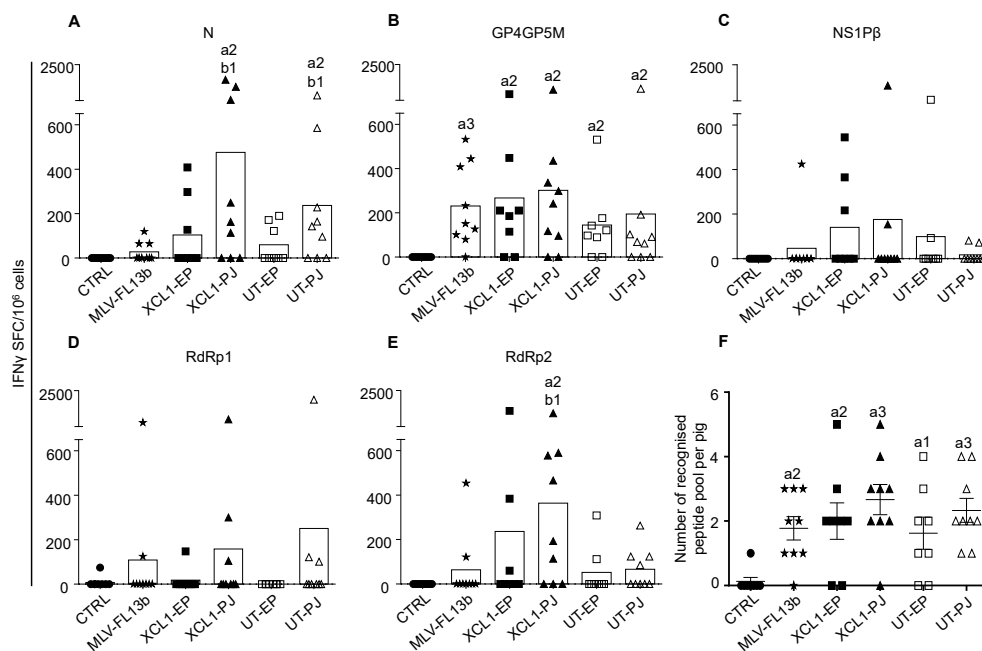 A
N
a2
b1
a2
b1
2500
600
400
200
0
CTRL
MLV-FL13b
XCL1-EP
XCL1-PJ
UT-EP
UT-PJ
B
GP4GP5M
a3
a2
a2
a2
a2
2500
600
400
200
0
CTRL
MLV-FL13b
XCL1-EP
XCL1-PJ
UT-EP
UT-PJ
C
NS1Pβ
2500
600
400
200
0
CTRL
MLV-FL13b
XCL1-EP
XCL1-PJ
UT-EP
UT-PJ
IFNγ SFC/10⁶ cells
D
RdRp1
2500
600
400
200
0
CTRL
MLV-FL13b
XCL1-EP
XCL1-PJ
UT-EP
UT-PJ
E
RdRp2
a2
b1
2500
600
400
200
0
CTRL
MLV-FL13b
XCL1-EP
XCL1-PJ
UT-EP
UT-PJ
F
Number of recognised
peptide pool per pig
a2
a2
a3
a1
a3
6
4
2
0
CTRL
MLV-FL13b
XCL1-EP
XCL1-PJ
UT-EP
UT-PJ